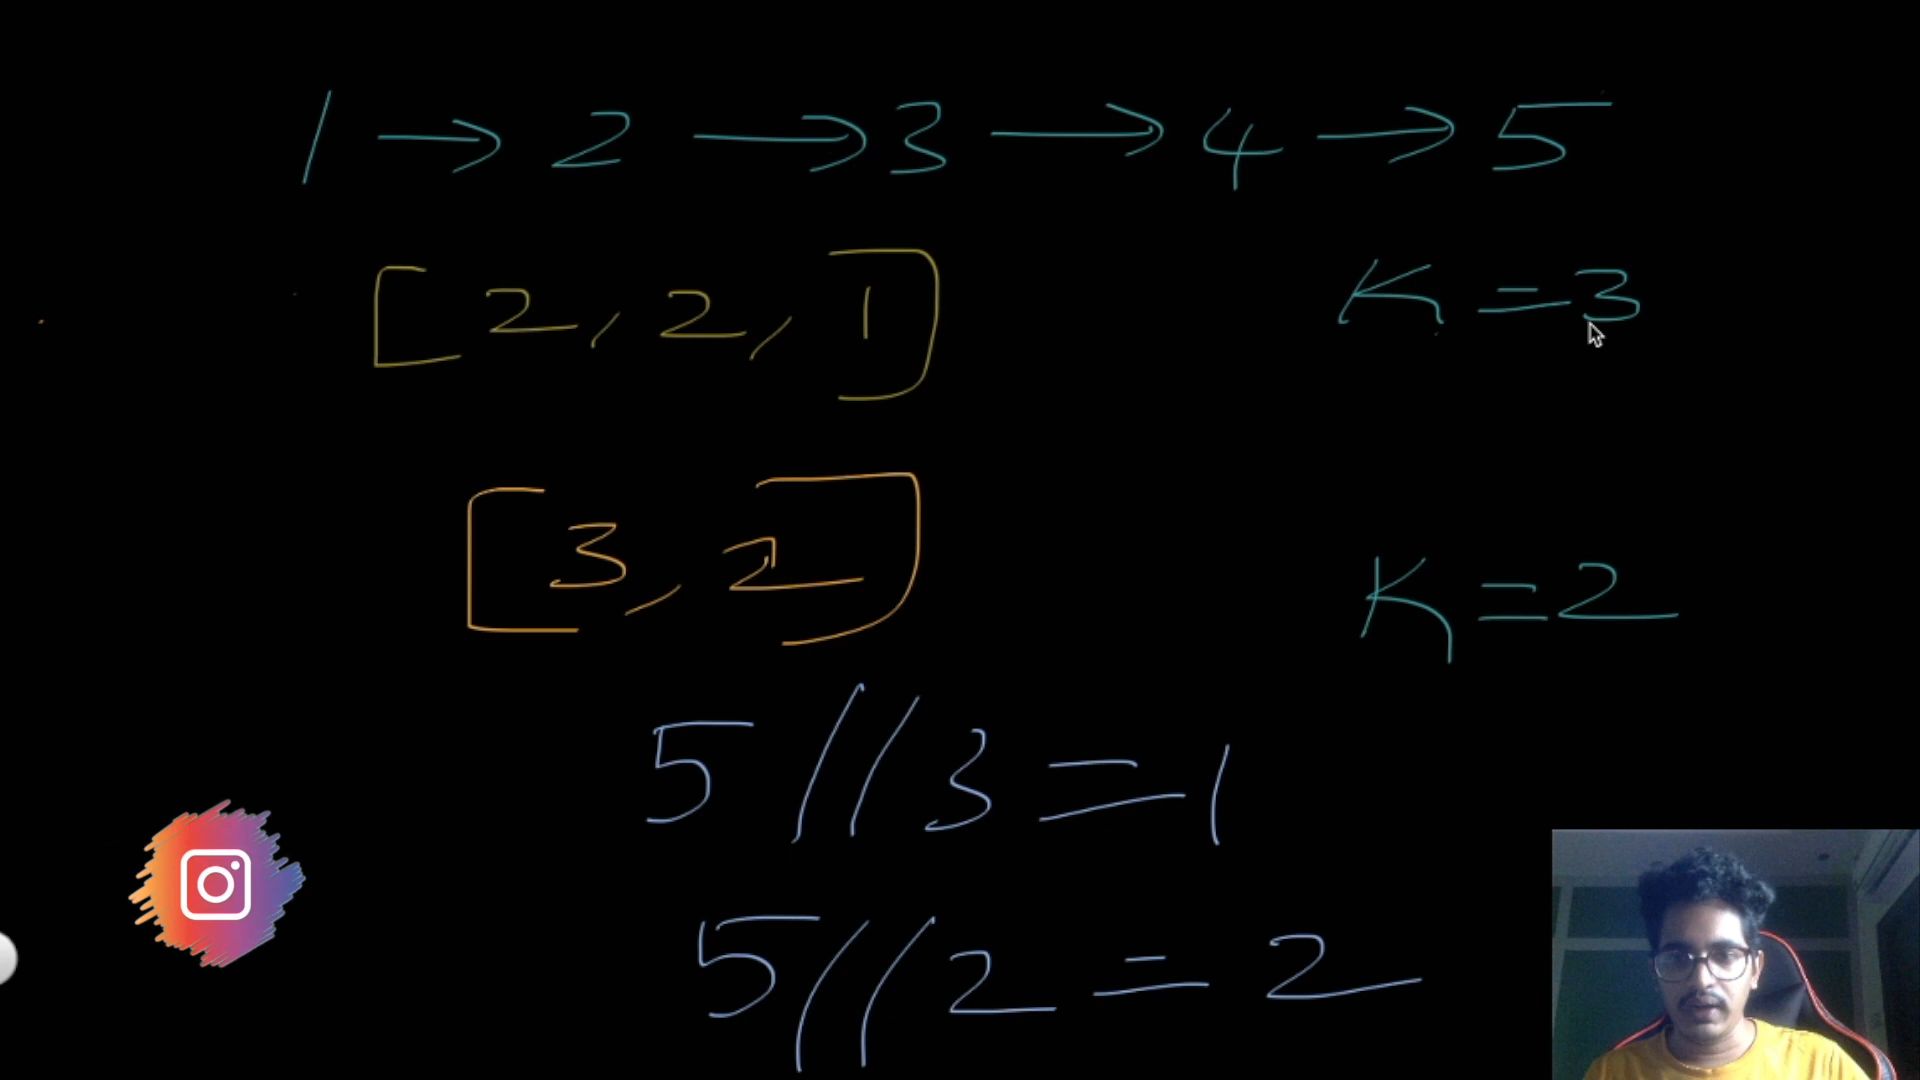 1 → 2 → 3 → 4 → 5
[2, 2, 1]
K = 3
[3, 2]
K = 2
5 // 3 = 1
5 // 2 = 2